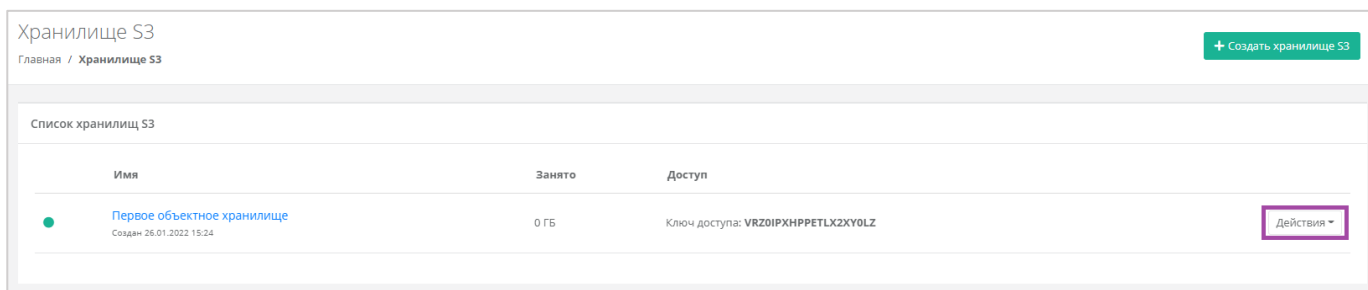 Хранилище S3
+ Создать хранилище S3
Главная / Хранилище S3
Список хранилищ S3
Имя Занято Доступ
Первое объектное хранилище 0 ГБ Ключ доступа: VRZ0IPXHPPETLX2XY0LZ Действия
Создан 26.01.2022 15:24